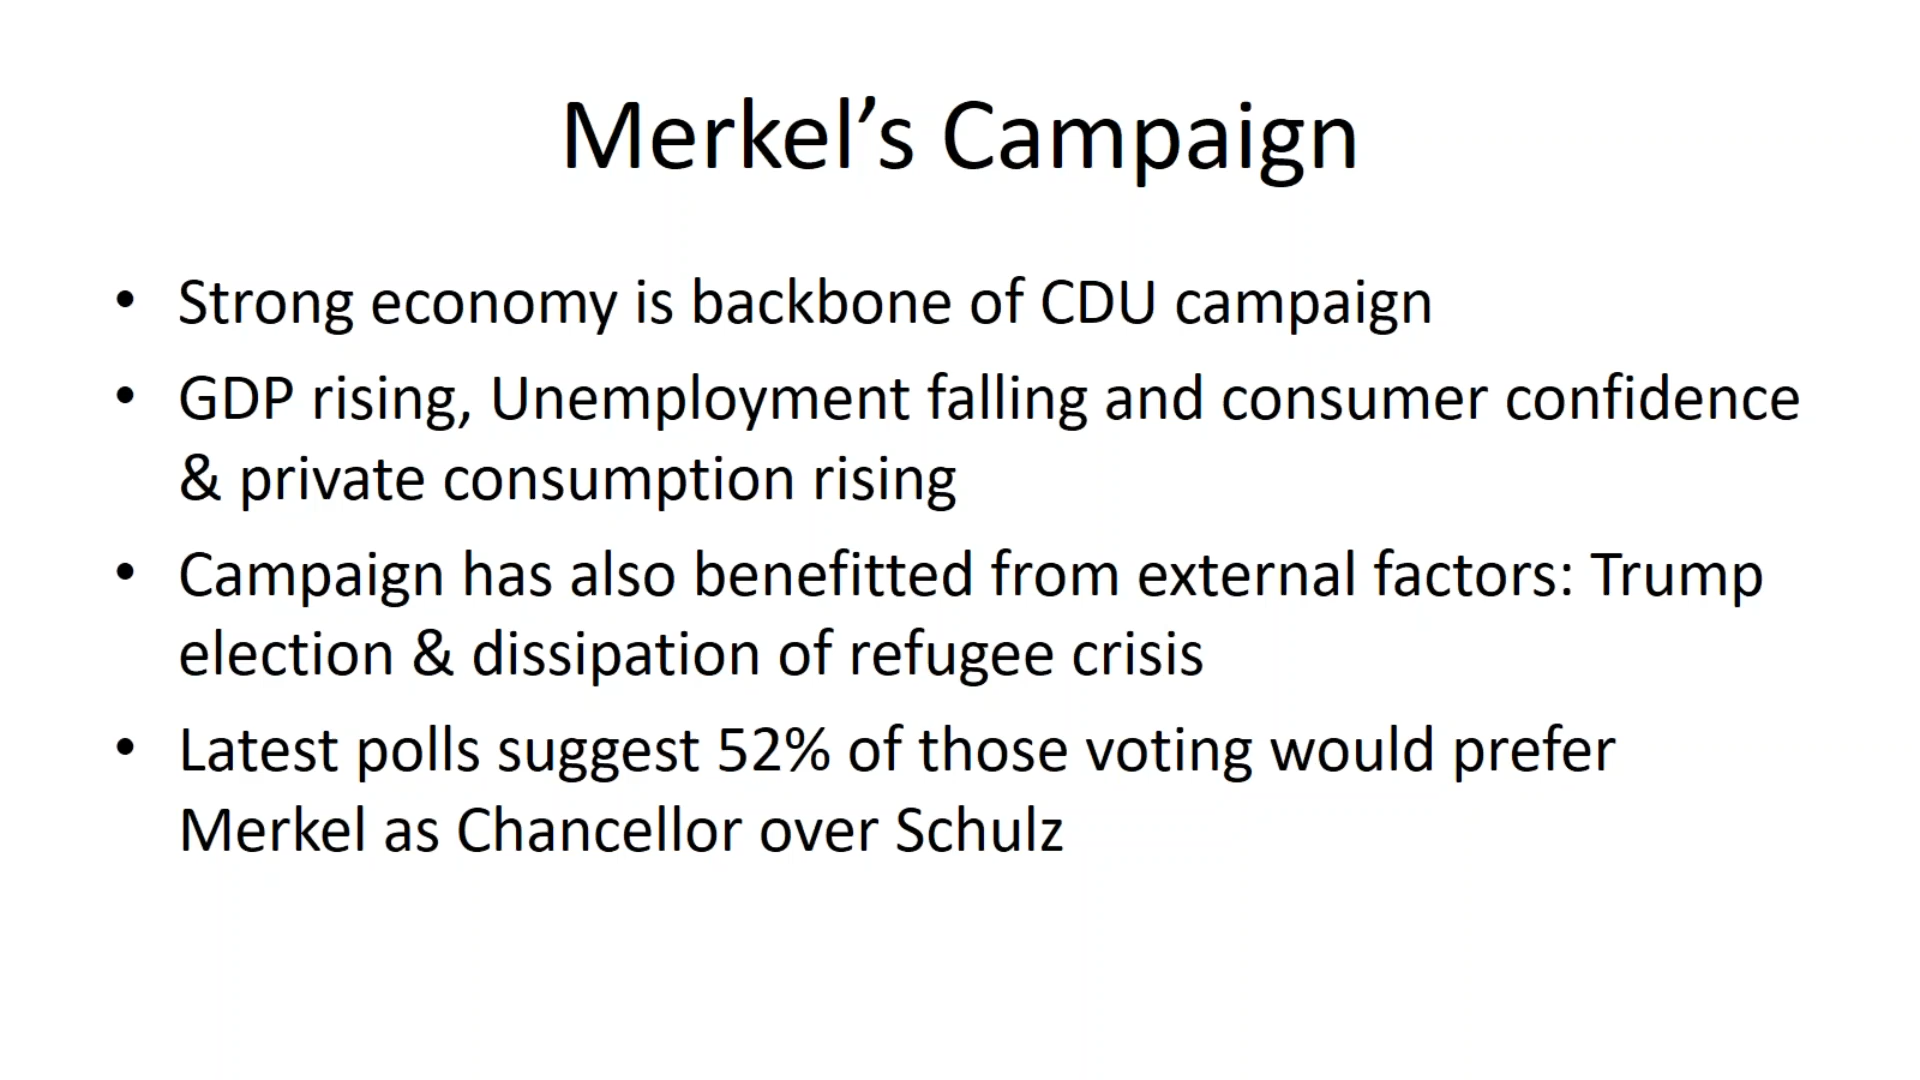 Merkel’s Campaign
• Strong economy is backbone of CDU campaign
• GDP rising, Unemployment falling and consumer confidence
& private consumption rising
• Campaign has also benefitted from external factors: Trump
election & dissipation of refugee crisis
• Latest polls suggest 52% of those voting would prefer
Merkel as Chancellor over Schulz